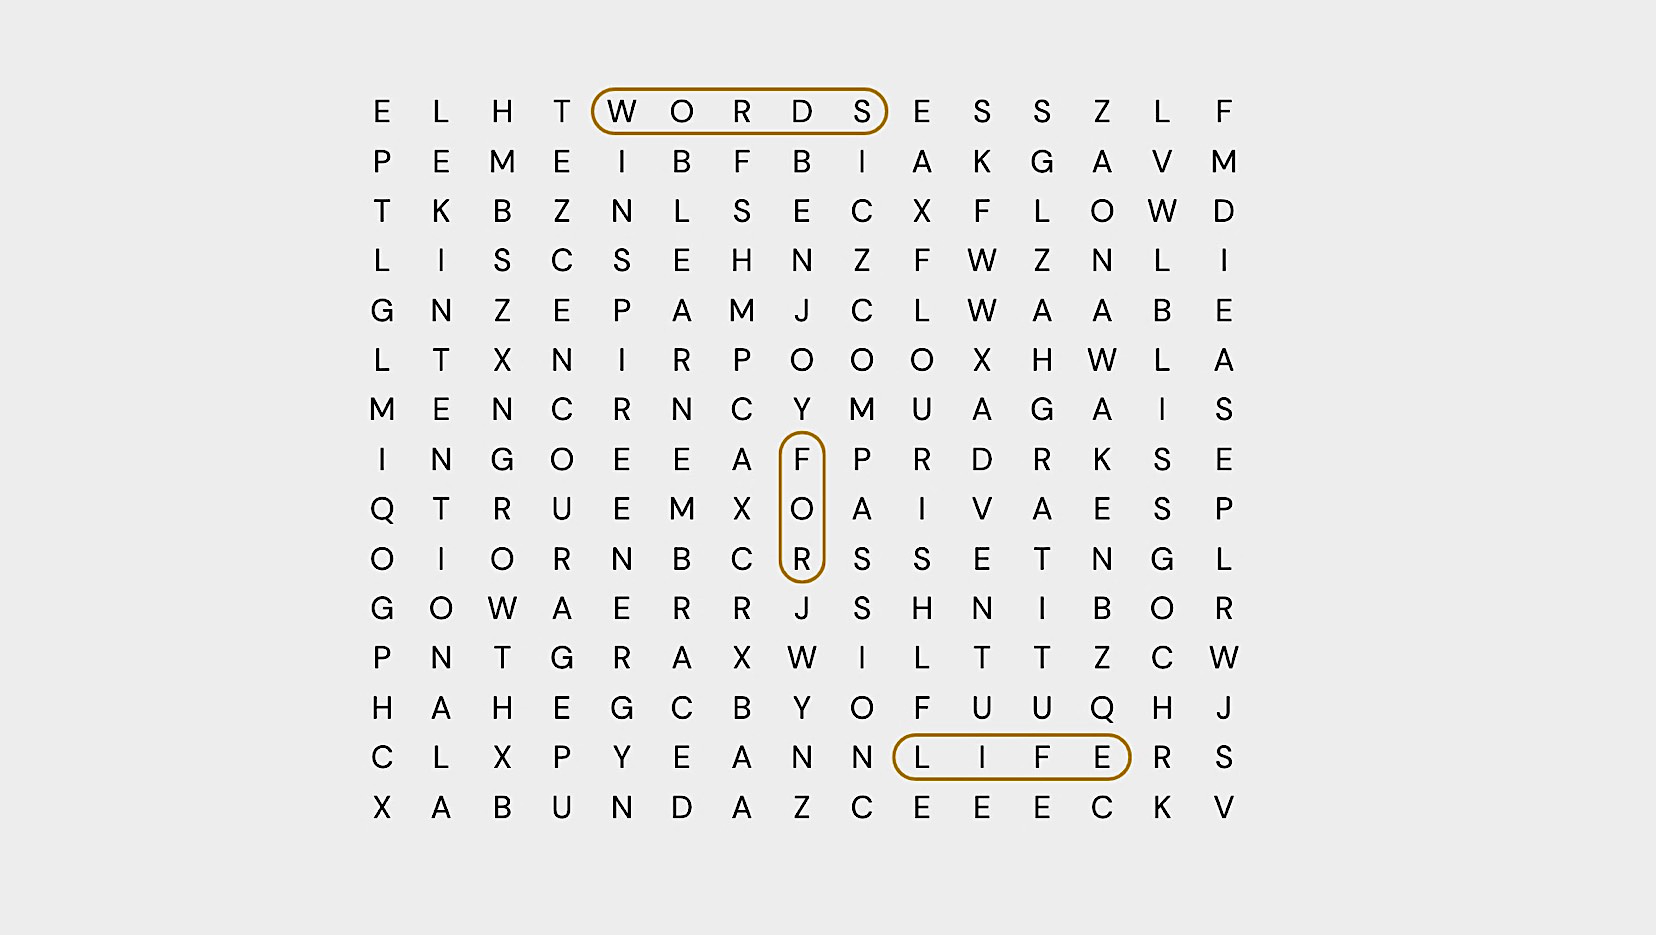 E L H T W O R D S E S S Z L F
P E M E I B F B I A K G A V M
T K B Z N L S E C X F L O W D
L I S C S E H N Z F W Z N L I
G N Z E P A M J C L W A A B E
L T X N I R P O O O X H W L A
M E N C R N C Y M U A G A I S
I N G O E E A F P R D R K S E
Q T R U E M X O A I V A E S P
O I O R N B C R S S E T N G L
G O W A E R R J S H N I B O R
P N T G R A X W I L T T Z C W
H A H E G C B Y O F U U Q H J
C L X P Y E A N N L I F E R S
X A B U N D A Z C E E E C K V